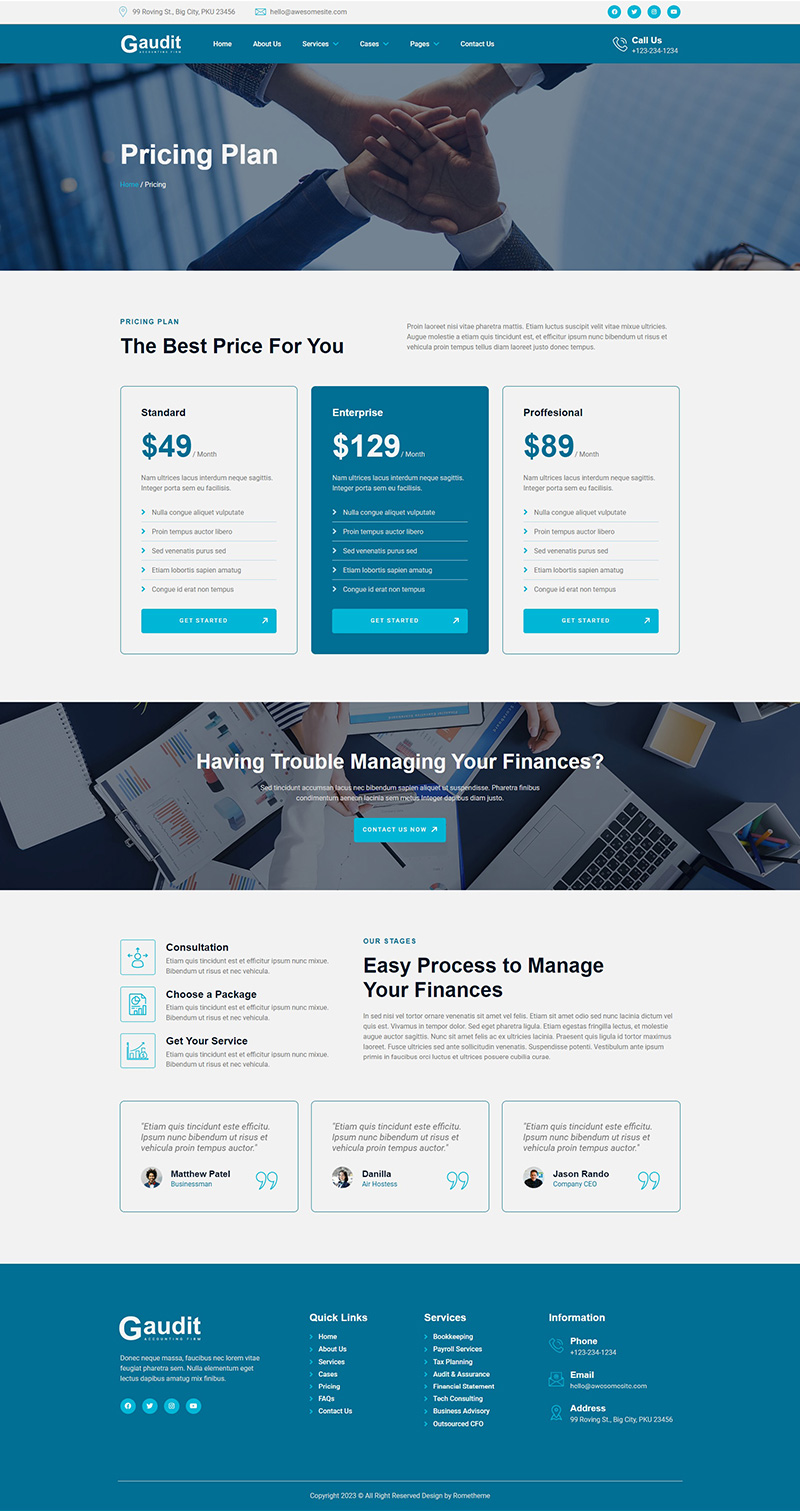 99 Roving St., Big City, PKU 23456
hello@awesomesite.com
Gaudit
ACCOUNTING FIRM
Home
About Us
Services
Cases
Pages
Contact Us
Call Us
+123-234-1234
Pricing Plan
Home / Pricing
PRICING PLAN
The Best Price For You
Proin laoreet nisi vitae pharetra mattis. Etiam luctus suscipit velit vitae mixue ultricies.
Augue molestie a etiam quis tincidunt est, et efficitur ipsum nunc bibendum ut risus et
vehicula proin tempus tellus diam laoreet justo donec tempus.
Standard
$49 / Month
Nam ultrices lacus interdum neque sagittis.
Integer porta sem eu facilisis.
Nulla congue aliquet vulputate
Proin tempus auctor libero
Sed venenatis purus sed
Etiam lobortis sapien amatug
Congue id erat non tempus
GET STARTED
Enterprise
$129 / Month
Nam ultrices lacus interdum neque sagittis.
Integer porta sem eu facilisis.
Nulla congue aliquet vulputate
Proin tempus auctor libero
Sed venenatis purus sed
Etiam lobortis sapien amatug
Congue id erat non tempus
GET STARTED
Proffesional
$89 / Month
Nam ultrices lacus interdum neque sagittis.
Integer porta sem eu facilisis.
Nulla congue aliquet vulputate
Proin tempus auctor libero
Sed venenatis purus sed
Etiam lobortis sapien amatug
Congue id erat non tempus
GET STARTED
Having Trouble Managing Your Finances?
Sed tincidunt accumsan lacus nec bibendum sapien aliquet ut suspendisse. Pharetra finibus
condimentum aenean lacinia sem metus Integer dapibus diam justo.
CONTACT US NOW
Consultation
Etiam quis tincidunt est et efficitur ipsum nunc mixue.
Bibendum ut risus et nec vehicula.
Choose a Package
Etiam quis tincidunt est et efficitur ipsum nunc mixue.
Bibendum ut risus et nec vehicula.
Get Your Service
Etiam quis tincidunt est et efficitur ipsum nunc mixue.
Bibendum ut risus et nec vehicula.
OUR STAGES
Easy Process to Manage
Your Finances
In sed nisi vel tortor ornare venenatis sit amet vel felis. Etiam sit amet odio sed nunc lacinia dictum vel
quis est. Vivamus in tempor dolor. Sed eget pharetra ligula. Etiam egestas fringilla lectus, et molestie
augue auctor sagittis. Nunc sit amet felis ac ex ultricies lacinia. Praesent quis ligula id tortor maximus
laoreet. Fusce ultricies sed ante sollicitudin venenatis. Suspendisse potenti. Vestibulum ante ipsum
primis in faucibus orci luctus et ultrices posuere cubilia curae.
"Etiam quis tincidunt este efficitu.
Ipsum nunc bibendum ut risus et
vehicula proin tempus auctor."
Matthew Patel
Businessman
"Etiam quis tincidunt este efficitu.
Ipsum nunc bibendum ut risus et
vehicula proin tempus auctor."
Danilla
Air Hostess
"Etiam quis tincidunt este efficitu.
Ipsum nunc bibendum ut risus et
vehicula proin tempus auctor."
Jason Rando
Company CEO
Gaudit
ACCOUNTING FIRM
Donec neque massa, faucibus nec lorem vitae
feugiat pharetra sem. Nulla elementum eget
lectus dapibus amatug mix finibus.
Quick Links
Home
About Us
Services
Cases
Pricing
FAQs
Contact Us
Services
Bookkeeping
Payroll Services
Tax Planning
Audit & Assurance
Financial Statement
Tech Consulting
Business Advisory
Outsourced CFO
Information
Phone
+123-234-1234
Email
hello@awesomesite.com
Address
99 Roving St., Big City, PKU 23456
Copyright 2023 © All Right Reserved Design by Rometheme